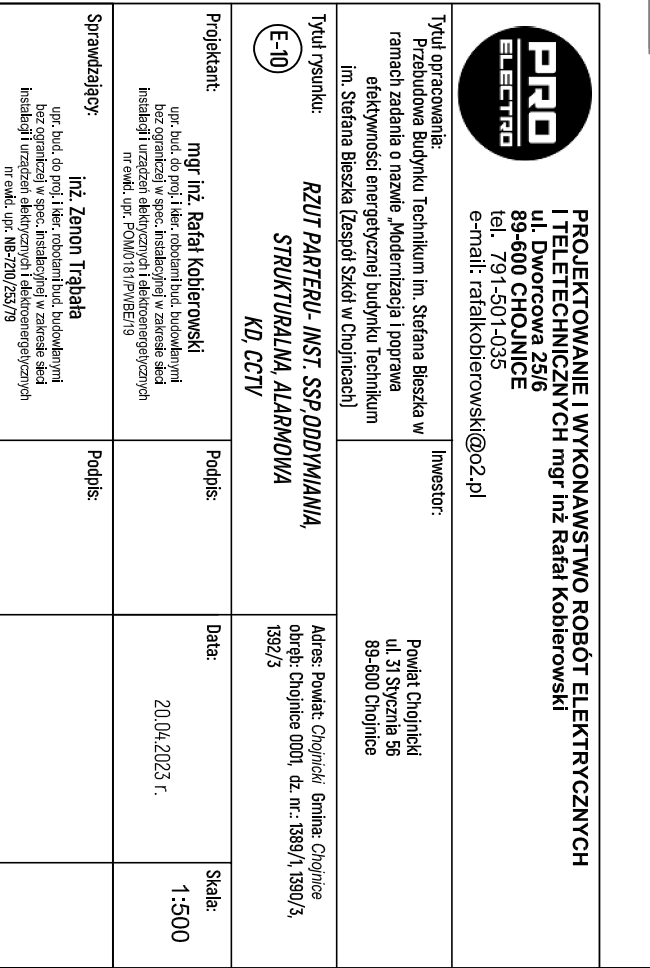 PRO
ELECTRO
PROJEKTOWANIE I WYKONAWSTWO ROBÓT ELEKTRYCZNYCH
I TELETECHNICZNYCH mgr inż Rafał Kobierowski
ul. Dworcowa 25/6
89-600 CHOJNICE
tel. 791-501-035
e-mail: rafalkobierowski@o2.pl
Tytuł opracowania:
Przebudowa Budynku Technikum im. Stefana Bieszka w
ramach zadania o nazwie „Modernizacja i poprawa
efektywności energetycznej budynku Technikum
im. Stefana Bieszka (Zespół Szkół w Chojnicach)
Inwestor:
Powiat Chojnicki
ul. 31 Stycznia 56
89-600 Chojnice
Tytuł rysunku:
E-10
RZUT PARTERU- INST. SSP,ODDYMIANIA,
STRUKTURALNA, ALARMOWA
KD, CCTV
Adres: Powiat: Chojnicki Gmina: Chojnice
obręb: Chojnice 0001, dz. nr.: 1389/1, 1390/3,
1392/3
Projektant:
mgr inż. Rafał Kobierowski
upr. bud. do proj. i kier. robotami bud. budowlanymi
bez ograniczej w spec. instalacyjnej w zakresie sieci
instalacji i urządzeń elektrycznych i elektroenergetycznych
nr ewid. upr. POM/0181/PWBE/19
Podpis:
Data:
20.04.2023 r.
Skala:
1:500
Sprawdzający:
inż. Zenon Trąbała
upr. bud. do proj. i kier. robotami bud. budowlanymi
bez ograniczej w spec. instalacyjnej w zakresie sieci
instalacji i urządzeń elektrycznych i elektroenergetycznych
nr ewid. upr. NB-7210/253/79
Podpis: